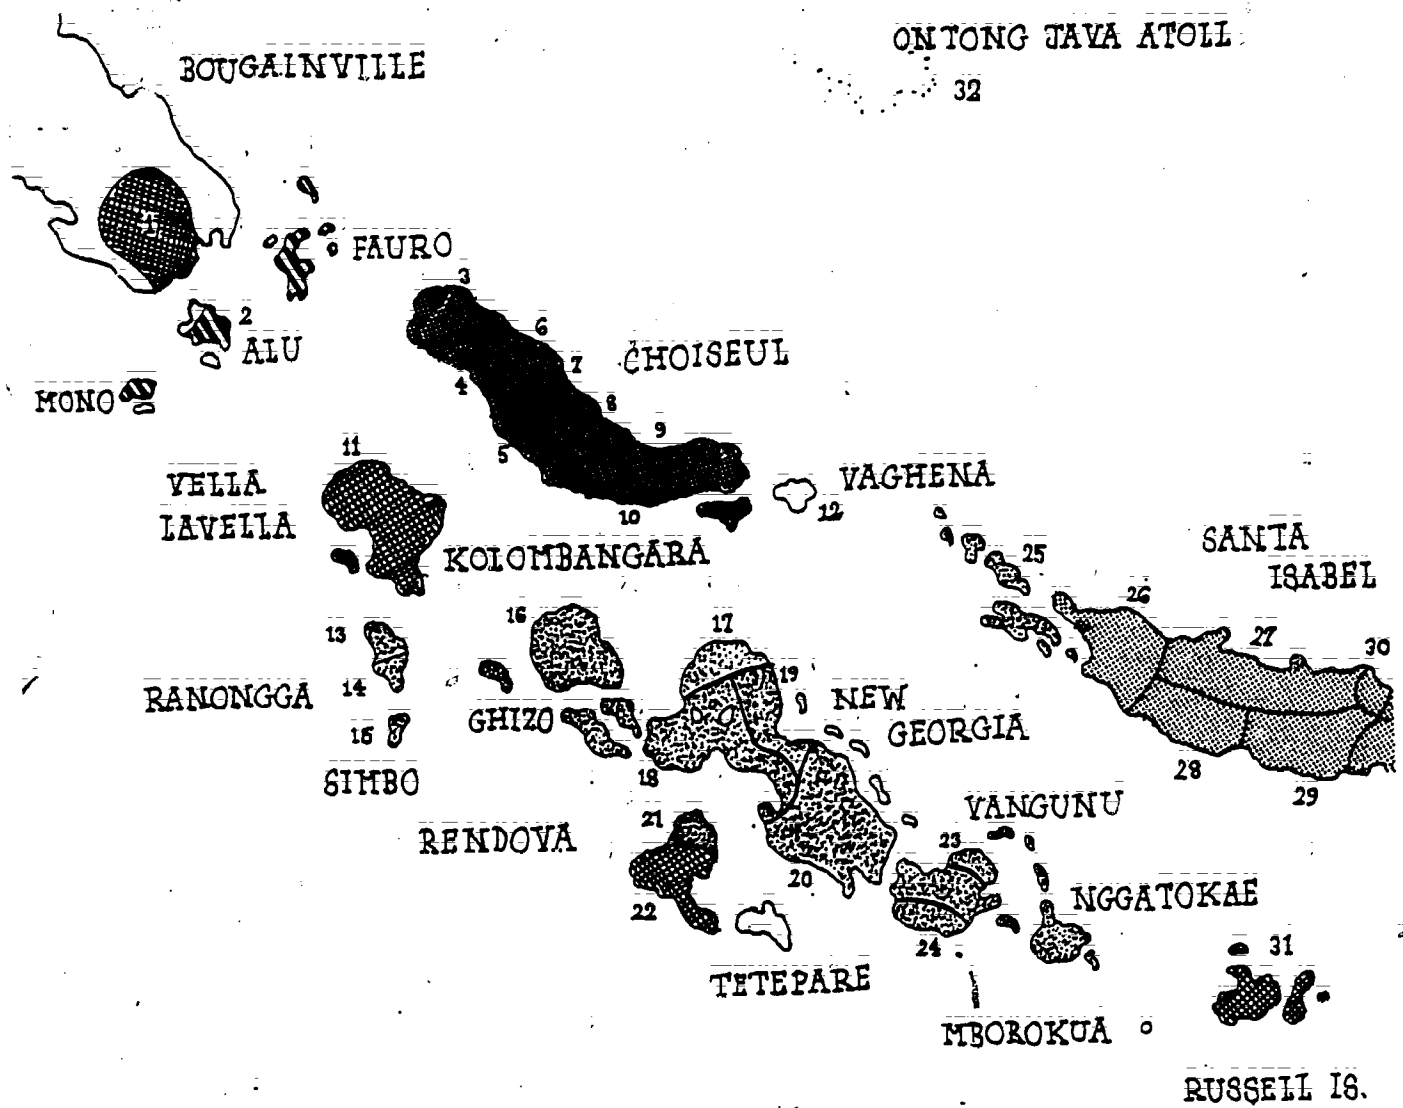 ONTONG JAVA ATOLL
32
BOUGAINVILLE
1
FAURO
3
2
ALU
6
CHOISEUL
7
4
MONO
8
9
5
11
VELLA
LAVELLA
10
12
VAGHENA
KOLOMBANGARA
25
SANTA
ISABEL
26
16
13
17
27
30
14
RANONGGA
19
NEW
GEORGIA
15
GHIZO
SIMBO
18
28
29
VANGUNU
21
RENDOVA
23
20
22
NGGATOKAE
24
31
TETEPARE
MBOROKUA
RUSSELL IS.